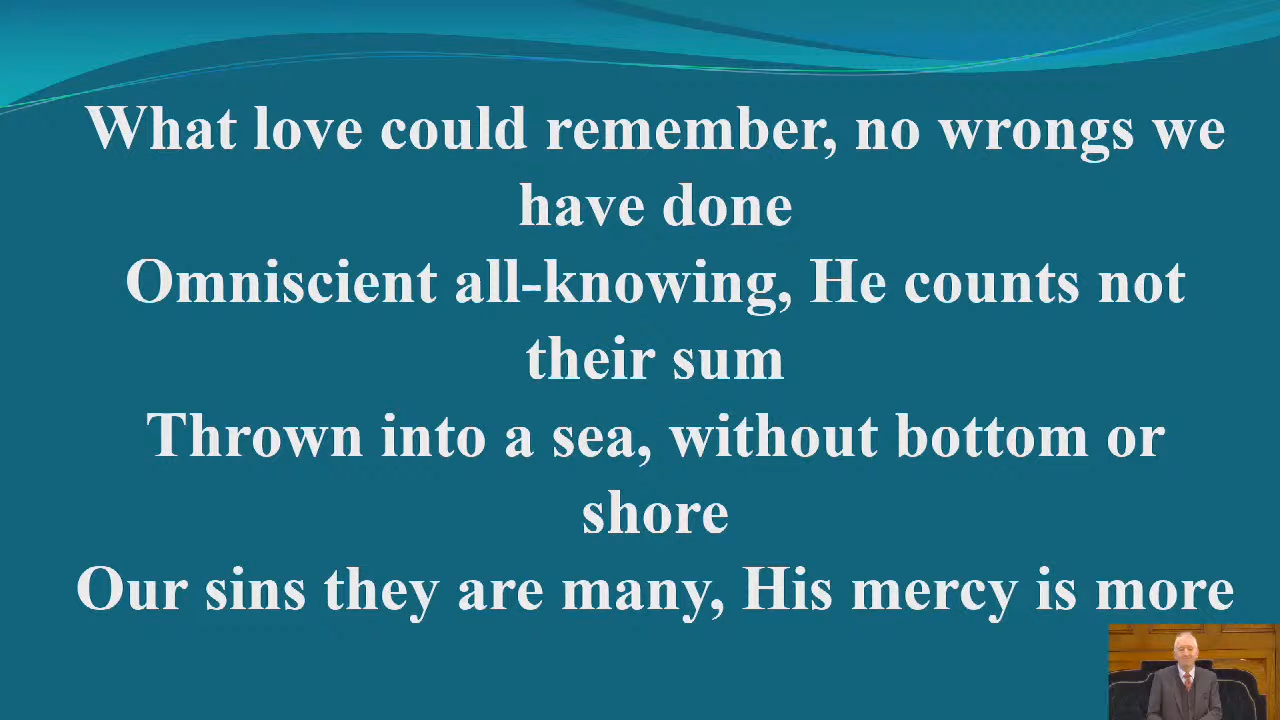 What love could remember, no wrongs we
have done
Omniscient all-knowing, He counts not
their sum
Thrown into a sea, without bottom or
shore
Our sins they are many, His mercy is more